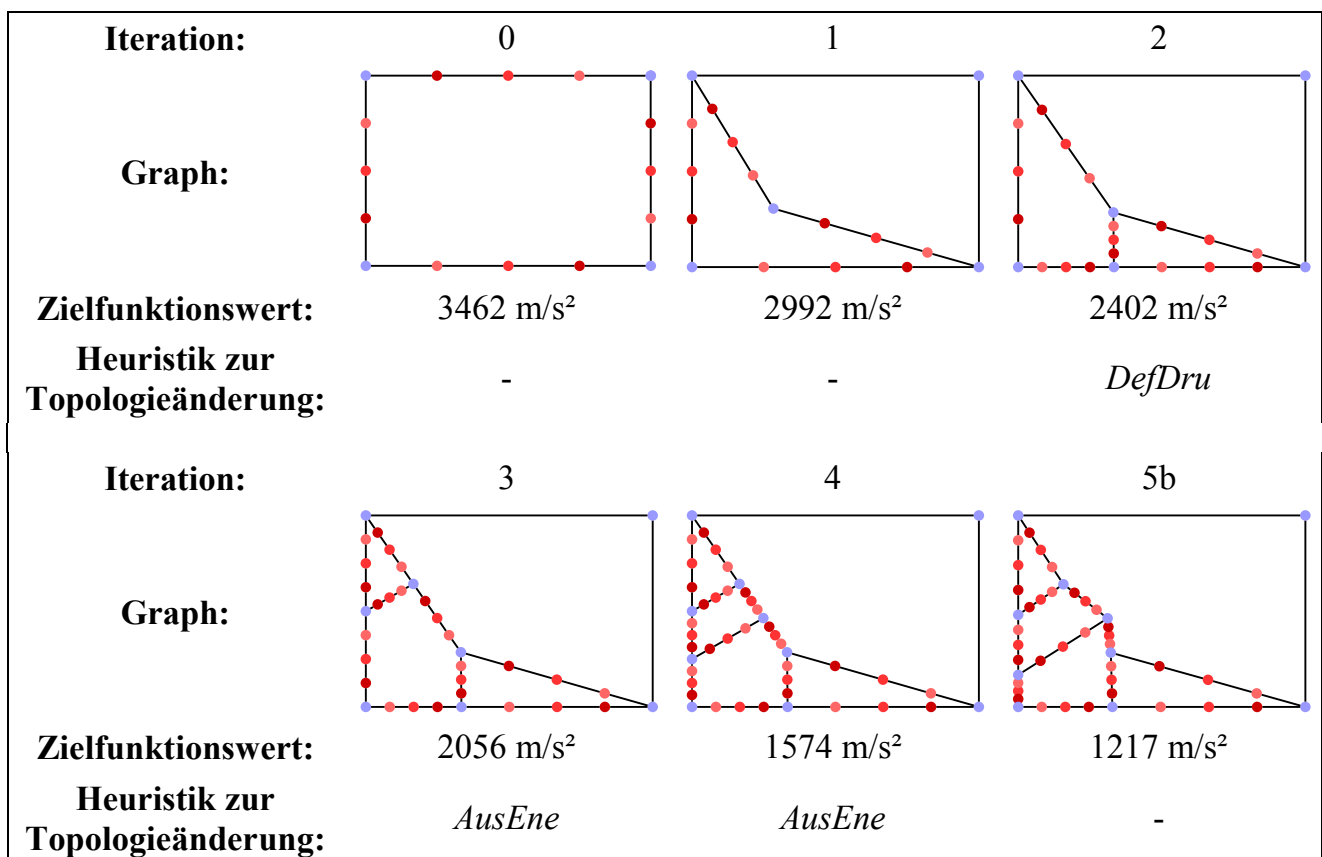 Iteration: 0 1 2
Graph:
Zielfunktionswert: 3462 m/s² 2992 m/s² 2402 m/s²
Heuristik zur
Topologieänderung: - - DefDru
Iteration: 3 4 5b
Graph:
Zielfunktionswert: 2056 m/s² 1574 m/s² 1217 m/s²
Heuristik zur
Topologieänderung: AusEne AusEne -